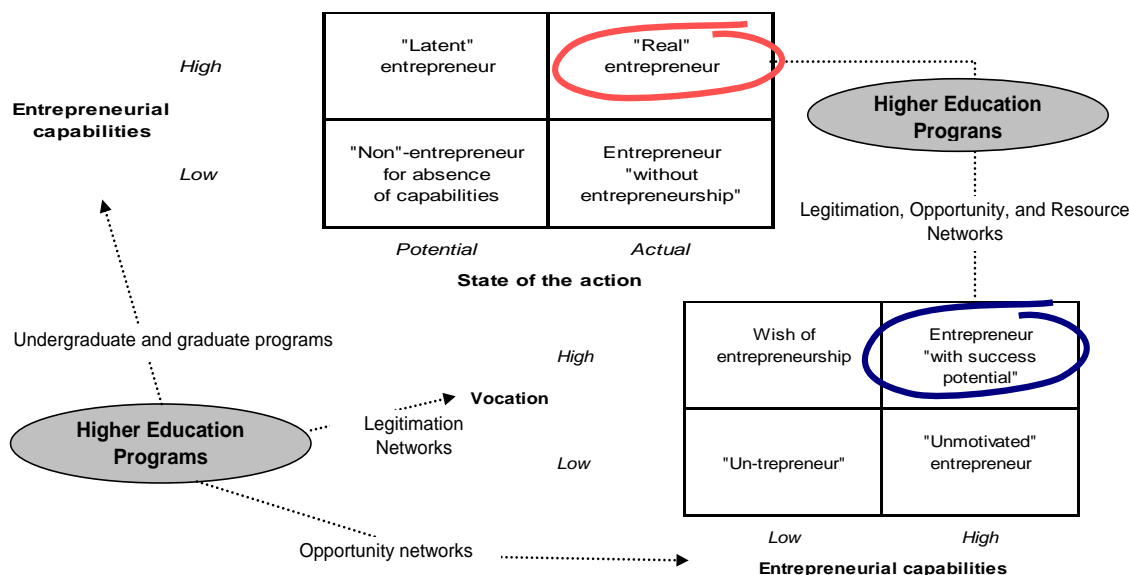 "Latent"
entrepreneur
"Real"
entrepreneur
High
Entrepreneurial
capabilities
Higher Education
Prograns
"Non"-entrepreneur
for absence
of capabilities
Entrepreneur
"without
entrepreneurship"
Low
Legitimation, Opportunity, and Resource
Networks
Potential
Actual
State of the action
Undergraduate and graduate programs
Wish of
entrepreneurship
Entrepreneur
"with success
potential"
High
Vocation
Legitimation
Networks
Higher Education
Programs
Low
"Un-trepreneur"
"Unmotivated"
entrepreneur
Low
High
Opportunity networks
Entrepreneurial capabilities